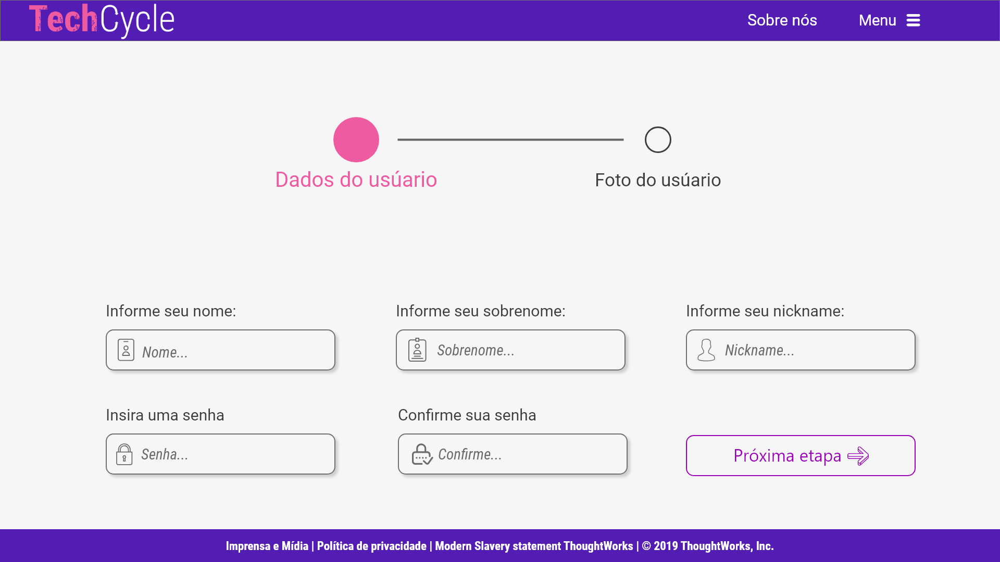 TechCycle
Sobre nós
Menu
Dados do usúario
Foto do usúario
Informe seu nome:
Informe seu sobrenome:
Informe seu nickname:
Nome...
Sobrenome...
Nickname...
Insira uma senha
Confirme sua senha
Senha...
Confirme...
Próxima etapa
Imprensa e Mídia | Política de privacidade | Modern Slavery statement ThoughtWorks | © 2019 ThoughtWorks, Inc.